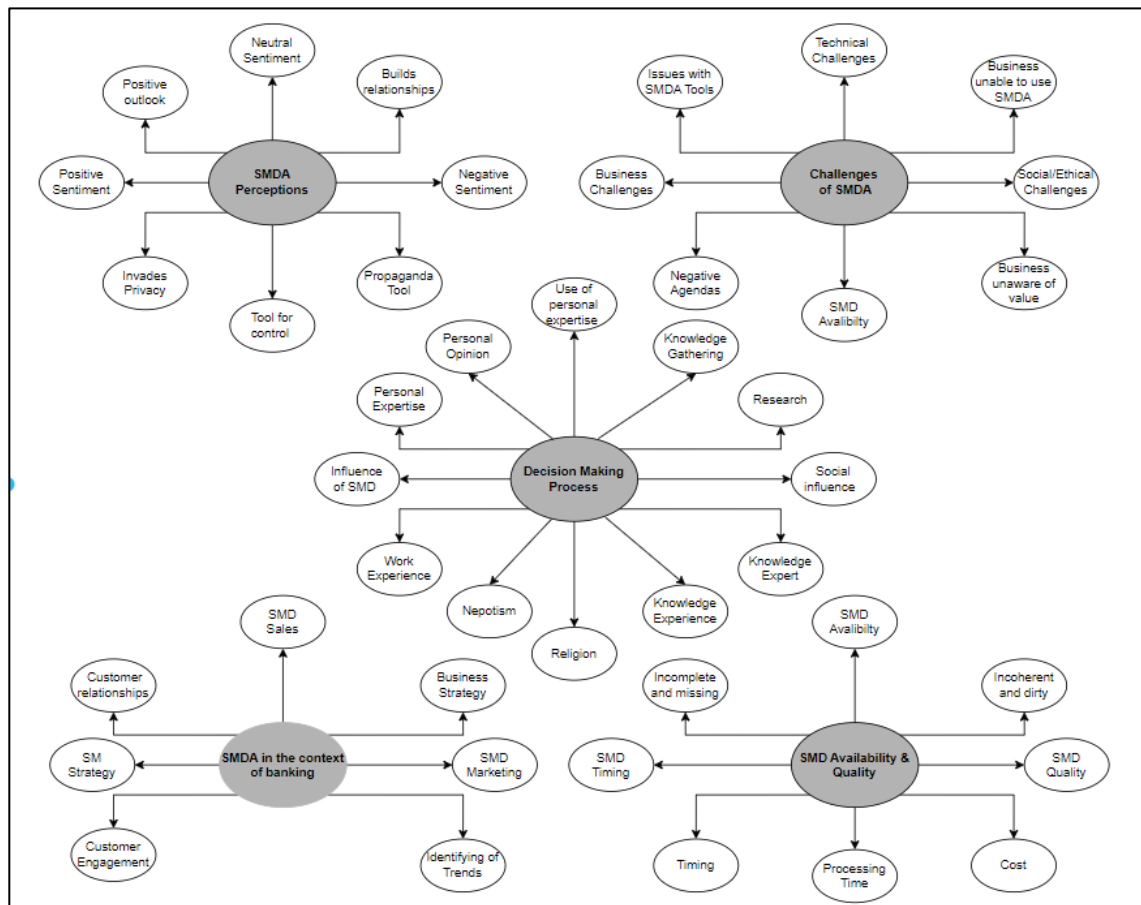 Neutral
Sentiment
Positive
outlook
Builds
relationships
Positive
Sentiment
SMDA
Perceptions
Negative
Sentiment
Invades
Privacy
Tool for
control
Propaganda
Tool
Technical
Challenges
Issues with
SMDA Tools
Business
unable to use
SMDA
Business
Challenges
Challenges
of SMDA
Social/Ethical
Challenges
Negative
Agendas
SMD
Avalibilty
Business
unaware of
value
Use of
personal
expertise
Personal
Opinion
Knowledge
Gathering
Personal
Expertise
Research
Influence
of SMD
Decision Making
Process
Social
influence
Work
Experience
Nepotism
Religion
Knowledge
Experience
Knowledge
Expert
SMD
Sales
Customer
relationships
Business
Strategy
SM
Strategy
SMDA in the context
of banking
SMD
Marketing
Customer
Engagement
Identifying of
Trends
SMD
Avalibilty
Incomplete
and missing
Incoherent
and dirty
SMD
Timing
SMD Availability &
Quality
SMD
Quality
Timing
Processing
Time
Cost